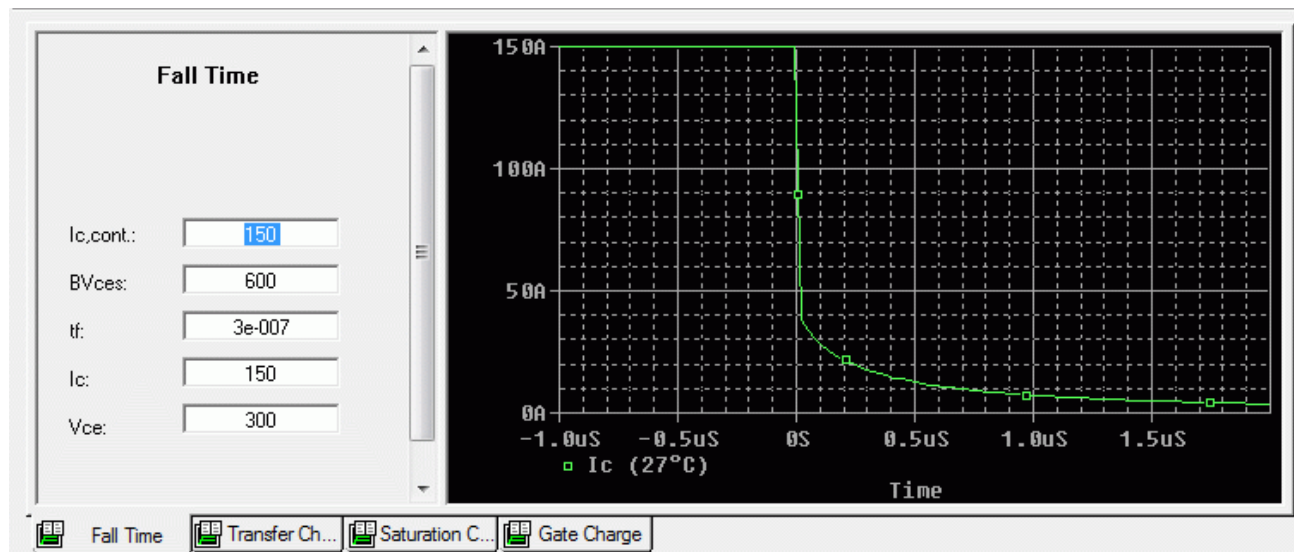 Fall Time
Ic,cont.: 150
BVces: 600
tf: 3e-007
Ic: 150
Vce: 300
150A
100A
50A
0A
-1.0uS -0.5uS 0S 0.5uS 1.0uS 1.5uS
Ic (27°C)
Time
Fall Time Transfer Ch... Saturation C... Gate Charge